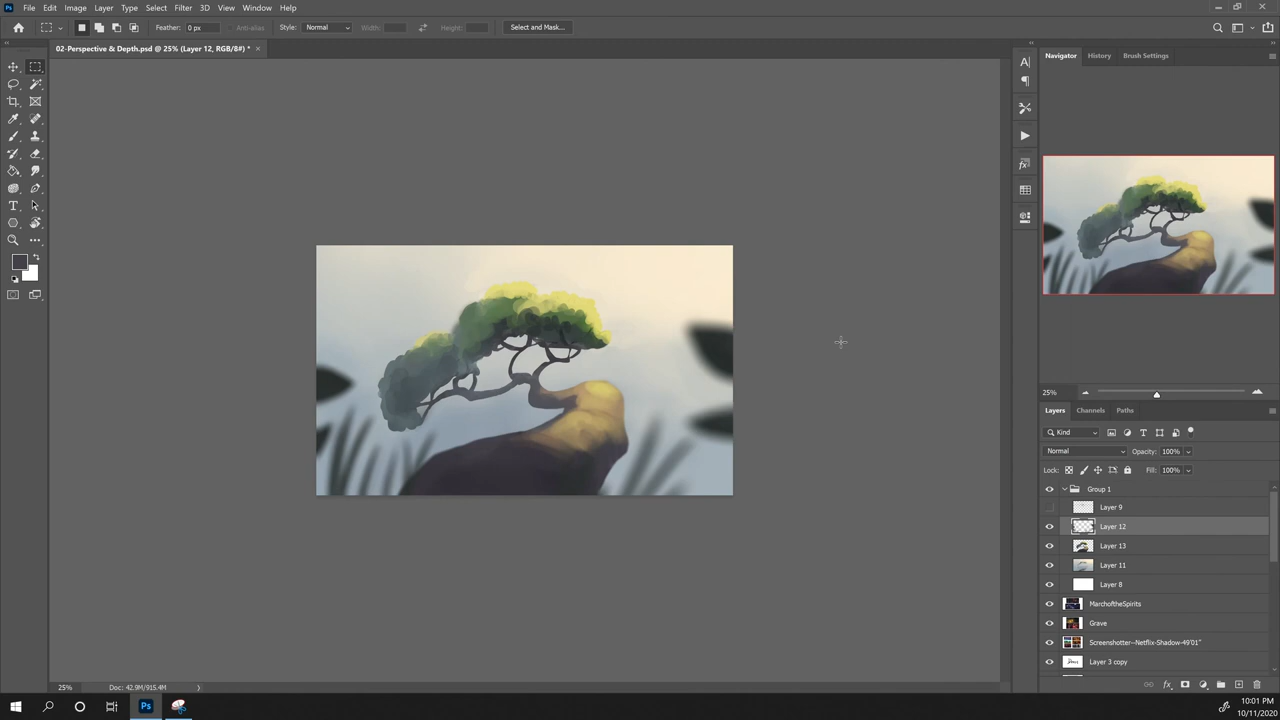 Ps File Edit Image Layer Type Select Filter 3D View Window Help
Feather: 0 px Anti-alias Style: Normal Width: Height: Select and Mask...
02-Perspective & Depth.psd @ 25% (Layer 12, RGB/8#) * ×
Navigator History Brush Settings
25%
Layers Channels Paths
Kind
Normal Opacity: 100%
Lock: Fill: 100%
Group 1
Layer 9
Layer 12
Layer 13
Layer 11
Layer 8
MarchoftheSpirits
Grave
Screenshotter--Netflix-Shadow-49'01"
Layer 3 copy
25% Doc: 42.9M/915.4M
Ps
10:01 PM
10/11/2020